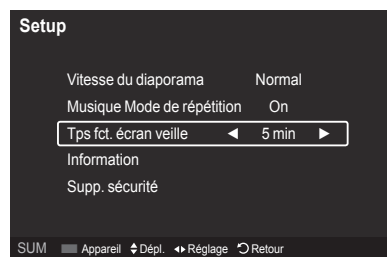 Setup
Vitesse du diaporama Normal
Musique Mode de répétition On
Tps fct. écran veille ◀ 5 min ▶
Information
Supp. sécurité
SUM Appareil Dépl. Réglage Retour